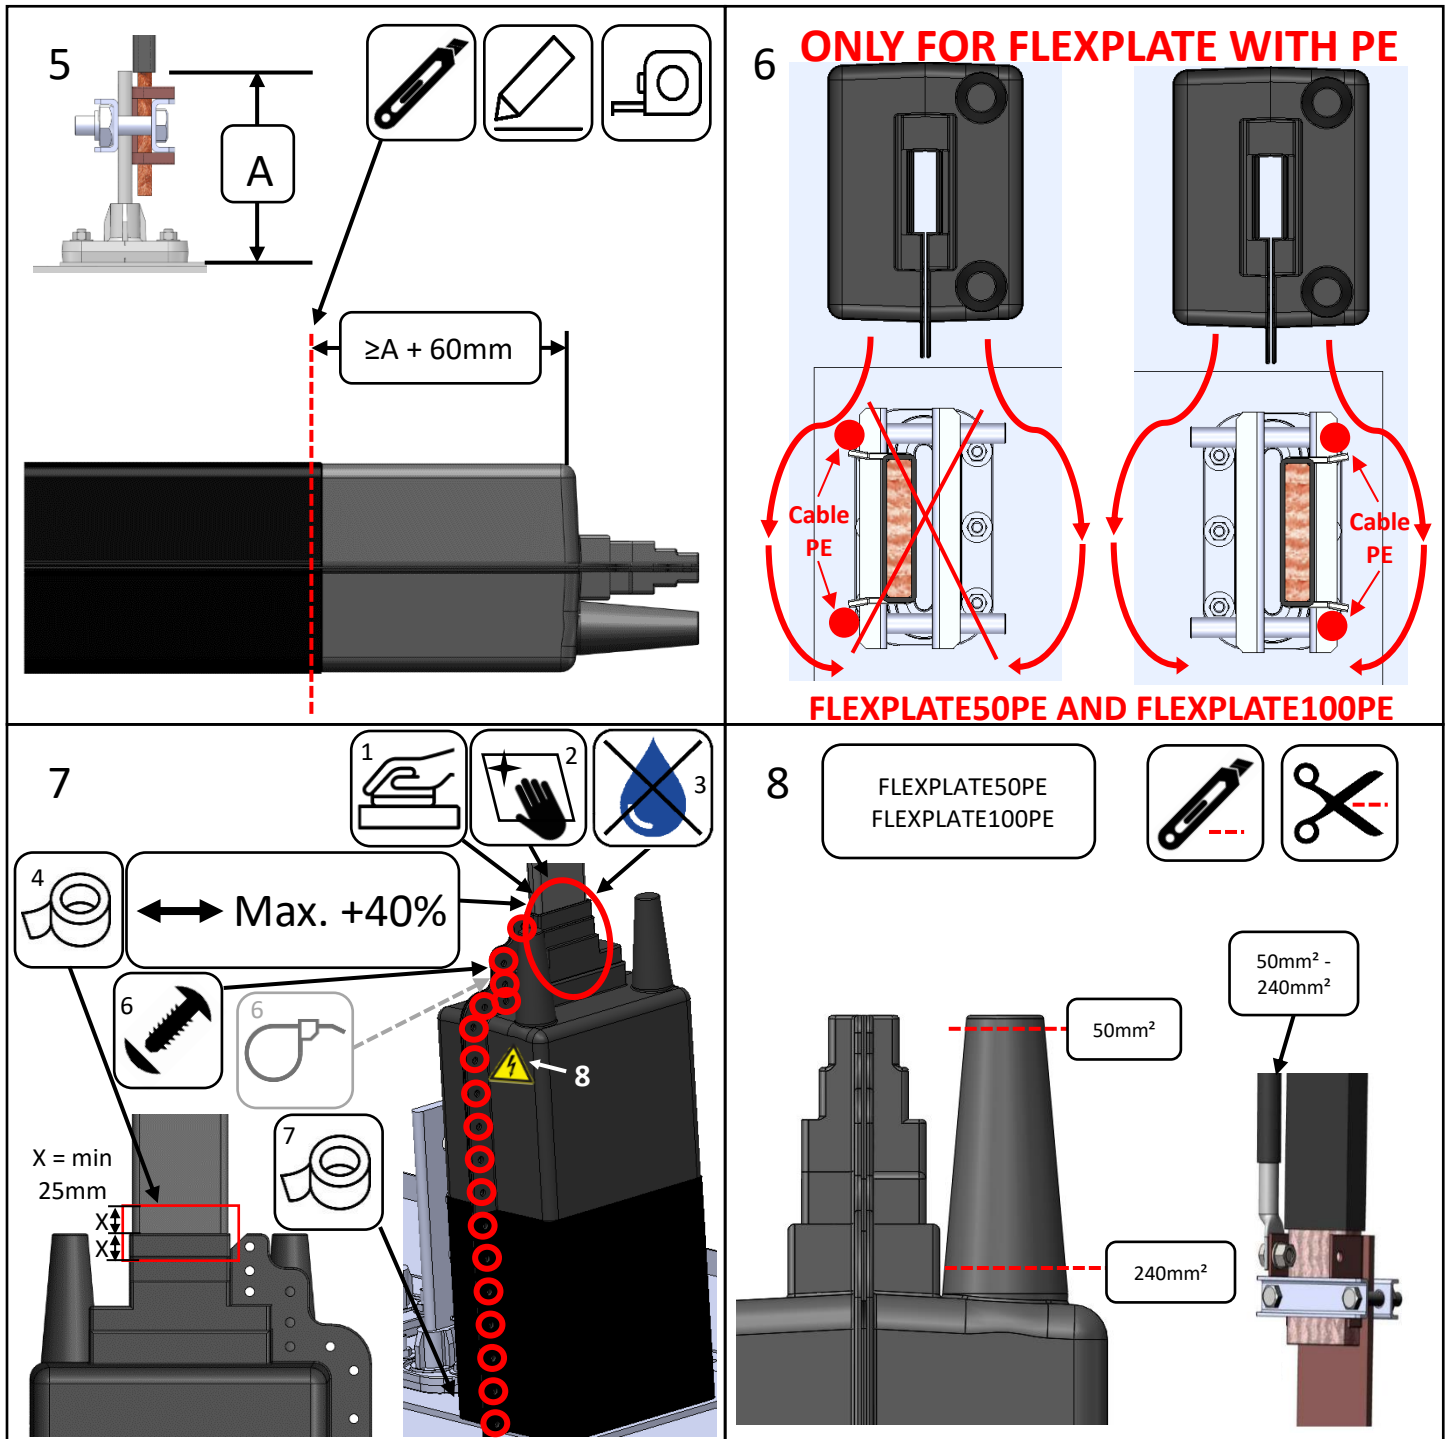 5
A
≥A + 60mm
6
ONLY FOR FLEXPLATE WITH PE
Cable
PE
Cable
PE
FLEXPLATE50PE AND FLEXPLATE100PE
7
1
2
3
4
Max. +40%
6
6
8
7
X = min
25mm
X
X
8
FLEXPLATE50PE
FLEXPLATE100PE
50mm² -
240mm²
50mm²
240mm²